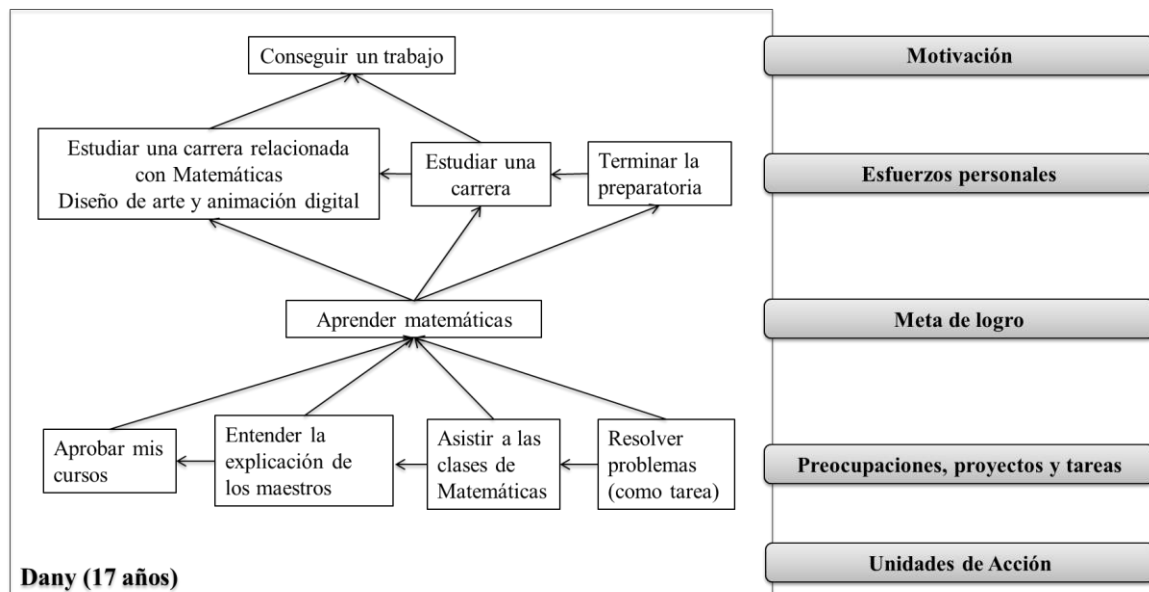 Conseguir un trabajo
Motivación
Estudiar una carrera relacionada
con Matemáticas
Diseño de arte y animación digital
Estudiar una
carrera
Terminar la
preparatoria
Esfuerzos personales
Aprender matemáticas
Meta de logro
Aprobar mis
cursos
Entender la
explicación de
los maestros
Asistir a las
clases de
Matemáticas
Resolver
problemas
(como tarea)
Preocupaciones, proyectos y tareas
Unidades de Acción
Dany (17 años)